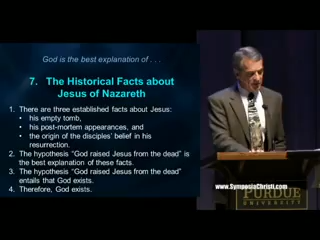 God is the best explanation of . . .
7. The Historical Facts about
Jesus of Nazareth
1. There are three established facts about Jesus:
• his empty tomb,
• his post-mortem appearances, and
• the origin of the disciples' belief in his
resurrection.
2. The hypothesis "God raised Jesus from the dead" is
the best explanation of these facts.
3. The hypothesis "God raised Jesus from the dead"
entails that God exists.
4. Therefore, God exists.
www.SymposiaChristi.com
PURDUE
UNIVERSITY